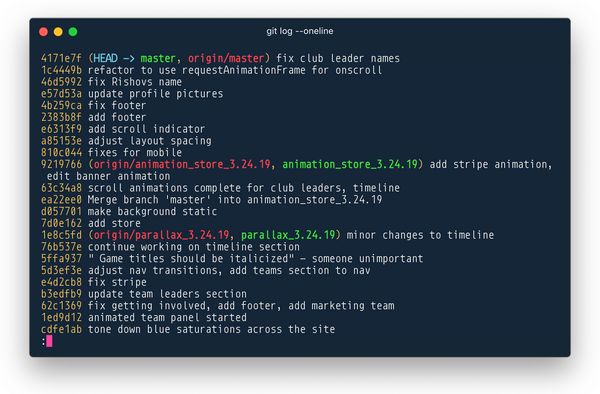 git log --oneline
4171e7f (HEAD -> master, origin/master) fix club leader names
1c4449b refactor to use requestAnimationFrame for onscroll
46d5992 fix Rishovs name
e57d53a update profile pictures
4b259ca fix footer
2383b8f add footer
e6313f9 add scroll indicator
a85153e adjust layout spacing
810c044 fixes for mobile
9219766 (origin/animation_store_3.24.19, animation_store_3.24.19) add stripe animation,
edit banner animation
63c34a8 scroll animations complete for club leaders, timeline
ea22ee0 Merge branch 'master' into animation_store_3.24.19
d057701 make background static
7d0e162 add store
1e8c5fd (origin/parallax_3.24.19, parallax_3.24.19) minor changes to timeline
76b537e continue working on timeline section
5ffa937 " Game titles should be italicized" - someone unimportant
5d3ef3e adjust nav transitions, add teams section to nav
e4d2cb8 fix stripe
b3edfb9 update team leaders section
62c1369 fix getting involved, add footer, add marketing team
1ed9d12 animated team panel started
cdfe1ab tone down blue saturations across the site
: